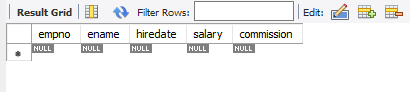 Result Grid Filter Rows: Edit:
empno ename hiredate salary commission
NULL NULL NULL NULL NULL